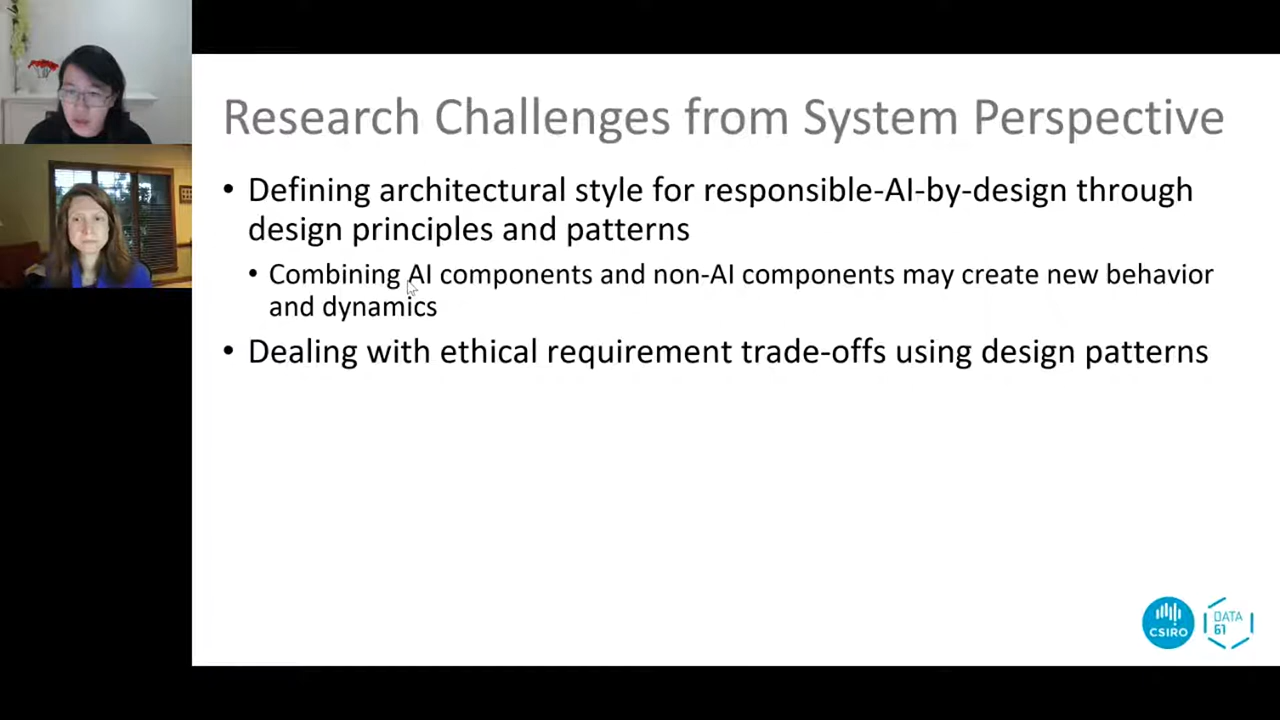 Research Challenges from System Perspective
• Defining architectural style for responsible-AI-by-design through
design principles and patterns
• Combining AI components and non-AI components may create new behavior
and dynamics
• Dealing with ethical requirement trade-offs using design patterns
CSIRO
DATA
61